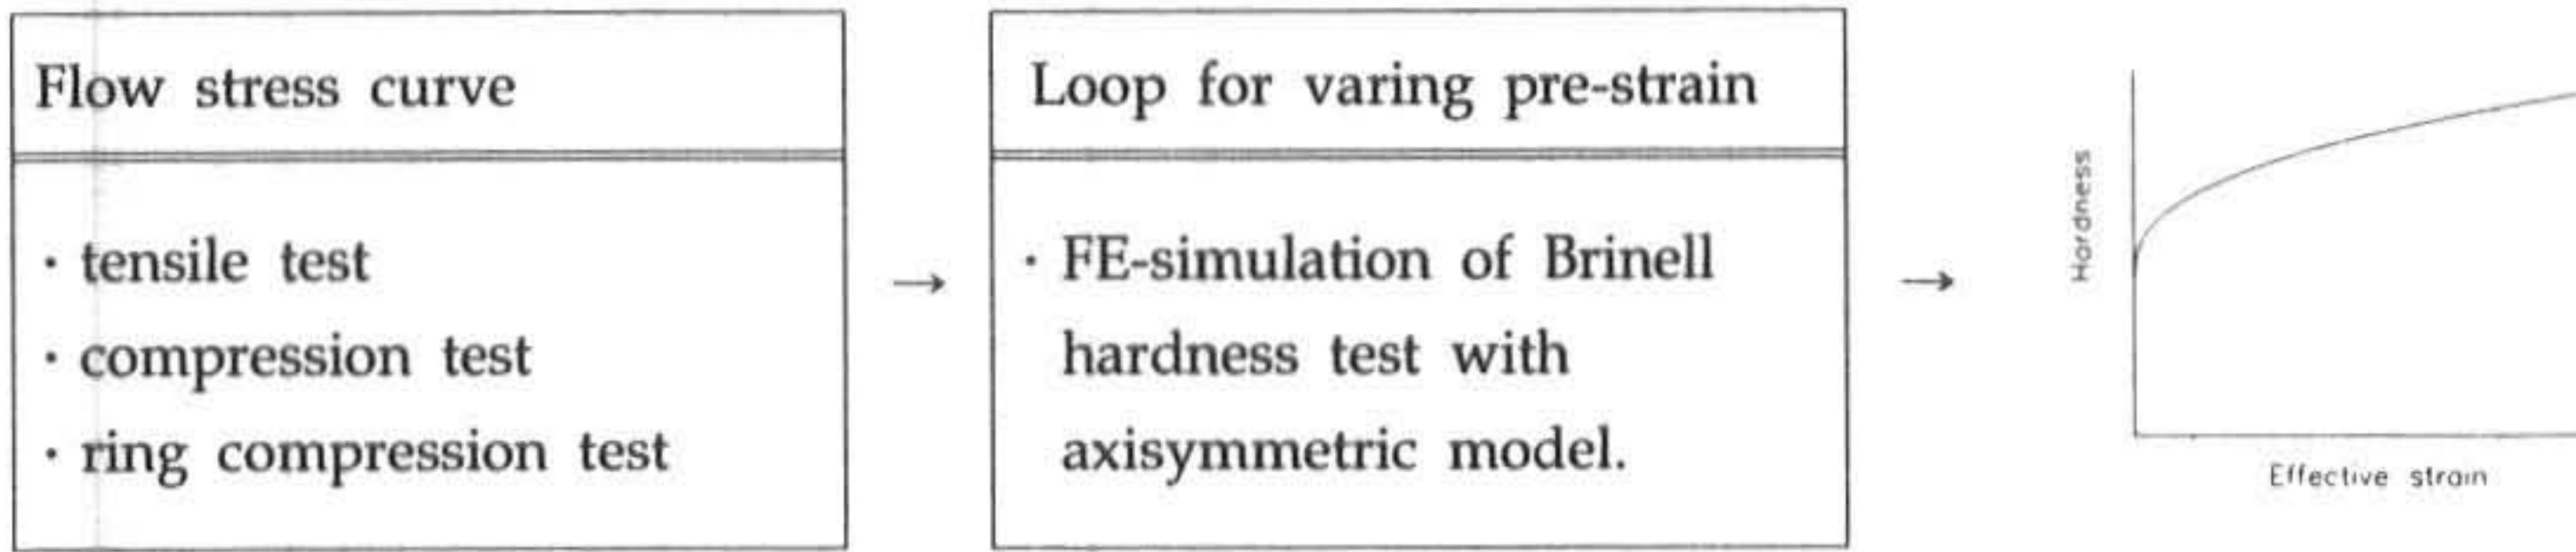 Flow stress curve
· tensile test
· compression test
· ring compression test
→
Loop for varing pre-strain
· FE-simulation of Brinell
hardness test with
axisymmetric model.
→
Hardness
Effective strain